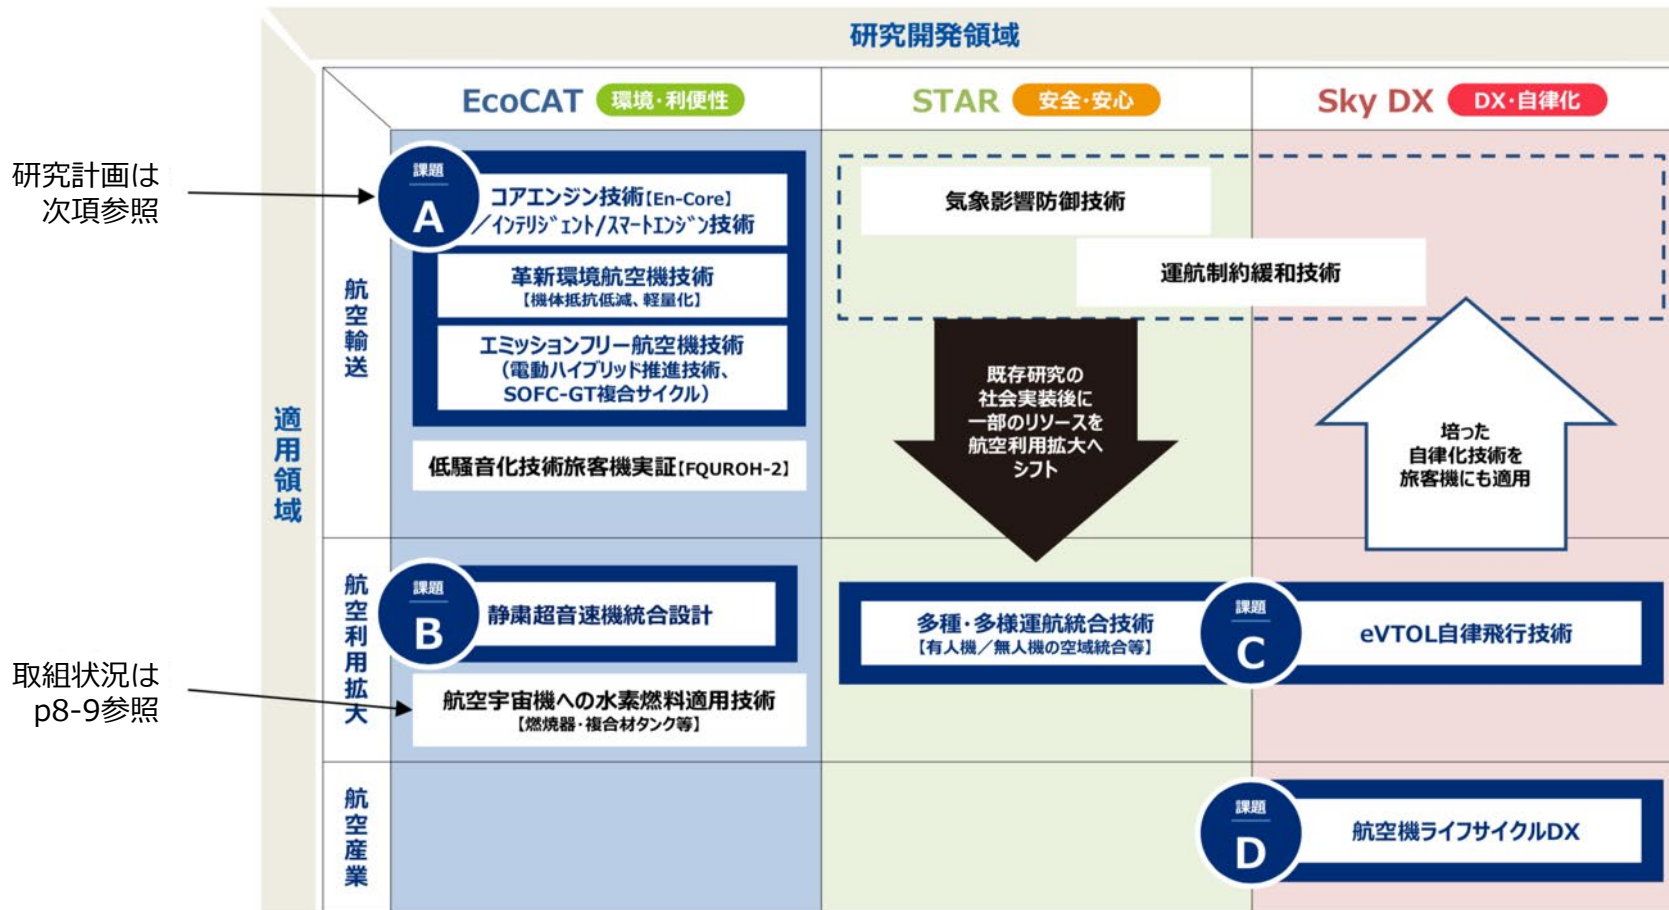 研究開発領域
EcoCAT 環境・利便性
STAR 安全・安心
Sky DX DX・自律化
適用領域
航空輸送
研究計画は
次項参照
課題
A
コアエンジン技術【En-Core】
／インテリジェント/スマートエンジン技術
革新環境航空機技術
【機体抵抗低減、軽量化】
エミッションフリー航空機技術
（電動ハイブリッド推進技術、
SOFC-GT複合サイクル）
低騒音化技術旅客機実証【FQUROH-2】
気象影響防御技術
運航制約緩和技術
既存研究の
社会実装後に
一部のリソースを
航空利用拡大へ
シフト
培った
自律化技術を
旅客機にも適用
航空利用拡大
課題
B
静粛超音速機統合設計
取組状況は
p8-9参照
航空宇宙機への水素燃料適用技術
【燃焼器・複合材タンク等】
多種・多様運航統合技術
【有人機／無人機の空域統合等】
課題
C
eVTOL自律飛行技術
航空産業
課題
D
航空機ライフサイクルDX